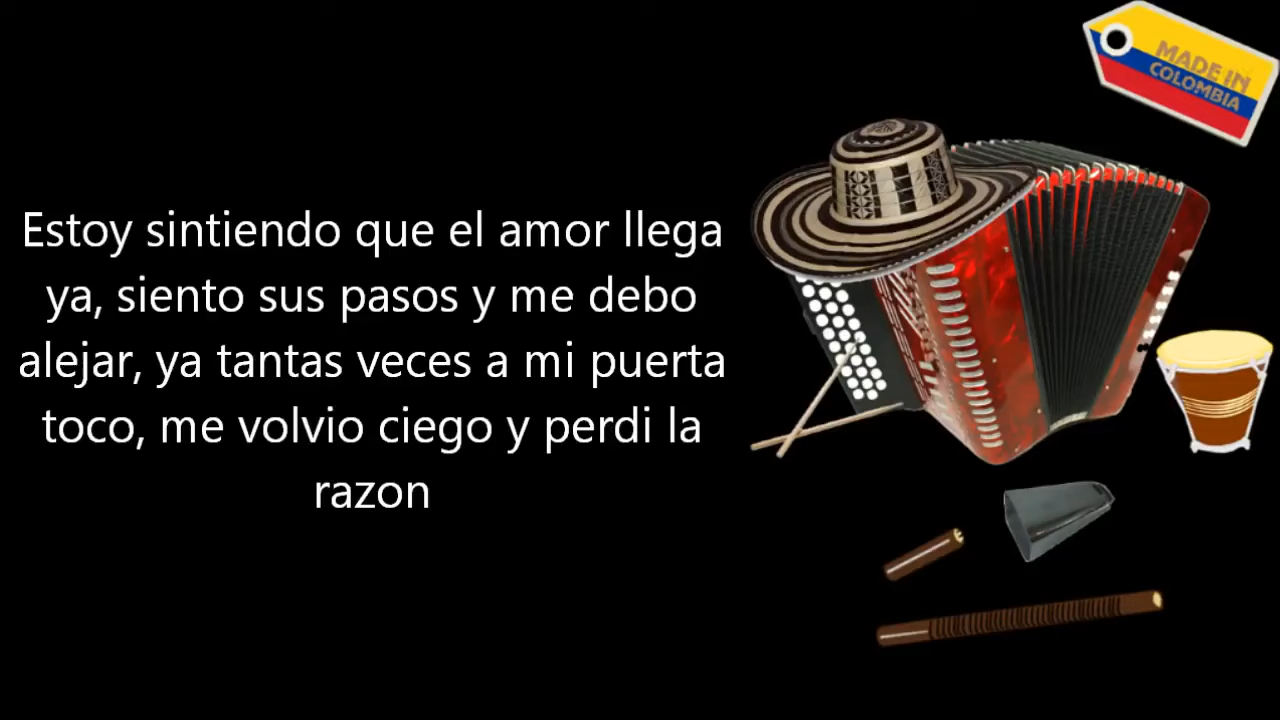 Estoy sintiendo que el amor llega
ya, siento sus pasos y me debo
alejar, ya tantas veces a mi puerta
toco, me volvio ciego y perdi la
razon
MADE IN
COLOMBIA